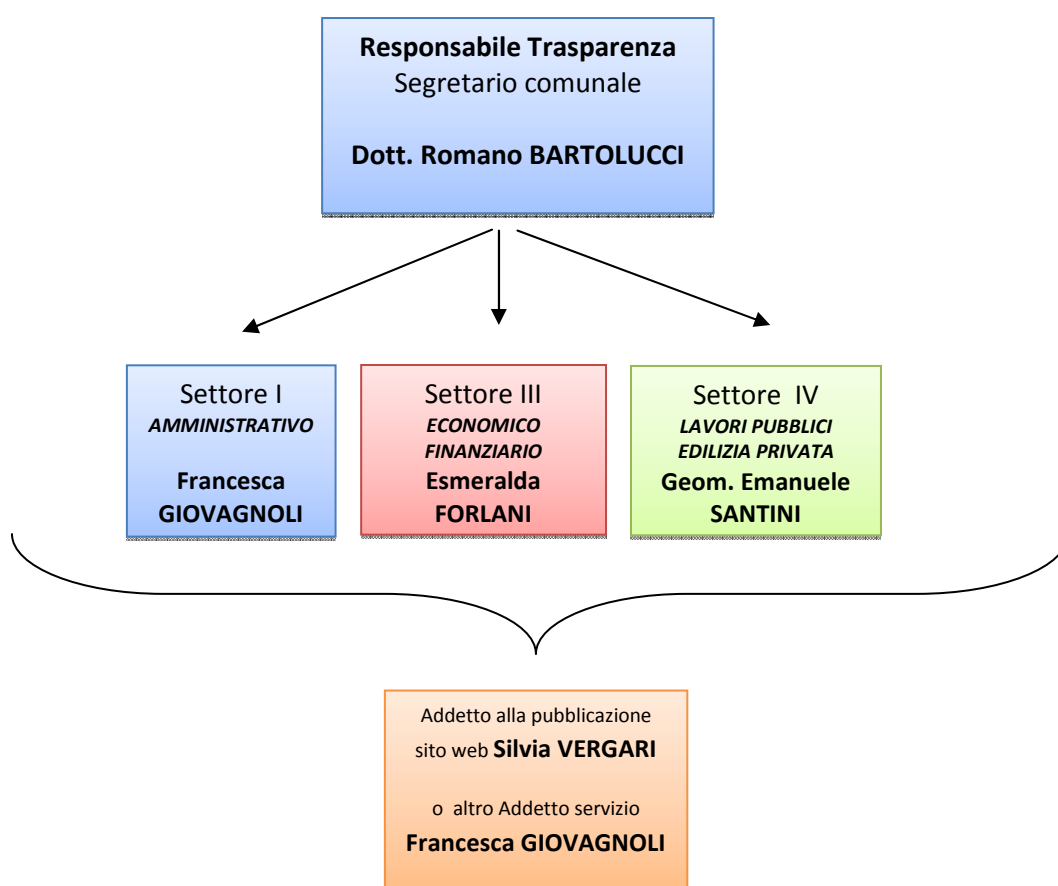 Responsabile Trasparenza
Segretario comunale
Dott. Romano BARTOLUCCI
Settore I
AMMINISTRATIVO
Francesca
GIOVAGNOLI
Settore III
ECONOMICO
FINANZIARIO
Esmeralda
FORLANI
Settore IV
LAVORI PUBBLICI
EDILIZIA PRIVATA
Geom. Emanuele
SANTINI
Addetto alla pubblicazione
sito web Silvia VERGARI
o altro Addetto servizio
Francesca GIOVAGNOLI